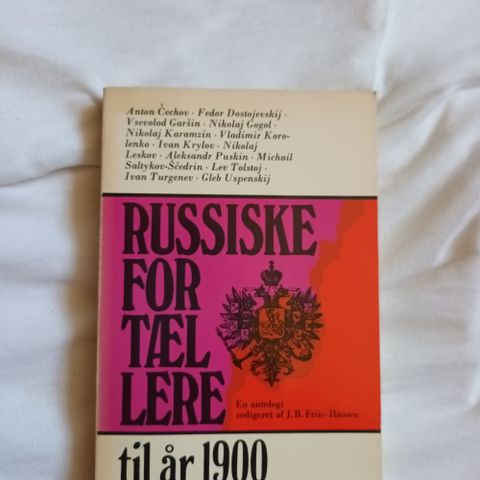 Anton Čechov · Fedor Dostojevskij ·
Vsevolod Garšin · Nikolaj Gogol ·
Nikolaj Karamzin · Vladimir Koro-
lenko · Ivan Krylov · Nikolaj
Leskov · Aleksandr Puskin · Michail
Saltykov-Ščedrin · Lev Tolstoj ·
Ivan Turgenev · Gleb Uspenskij
RUSSISKE
FOR
TÆL
LERE
En antologi
redigeret af J. B. Friis-Hansen
til år 1900